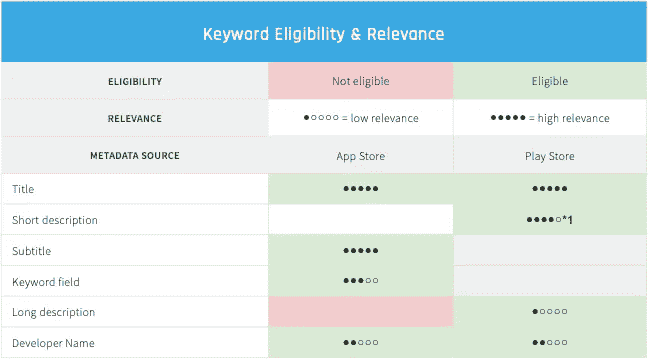 Keyword Eligibility & Relevance
ELIGIBILITY Not eligible Eligible
RELEVANCE ●○○○○ = low relevance ●●●●● = high relevance
METADATA SOURCE App Store Play Store
Title ●●●●● ●●●●●
Short description ●●●●○*1
Subtitle ●●●●●
Keyword field ●●●○○
Long description ●○○○○
Developer Name ●●○○○ ●●○○○